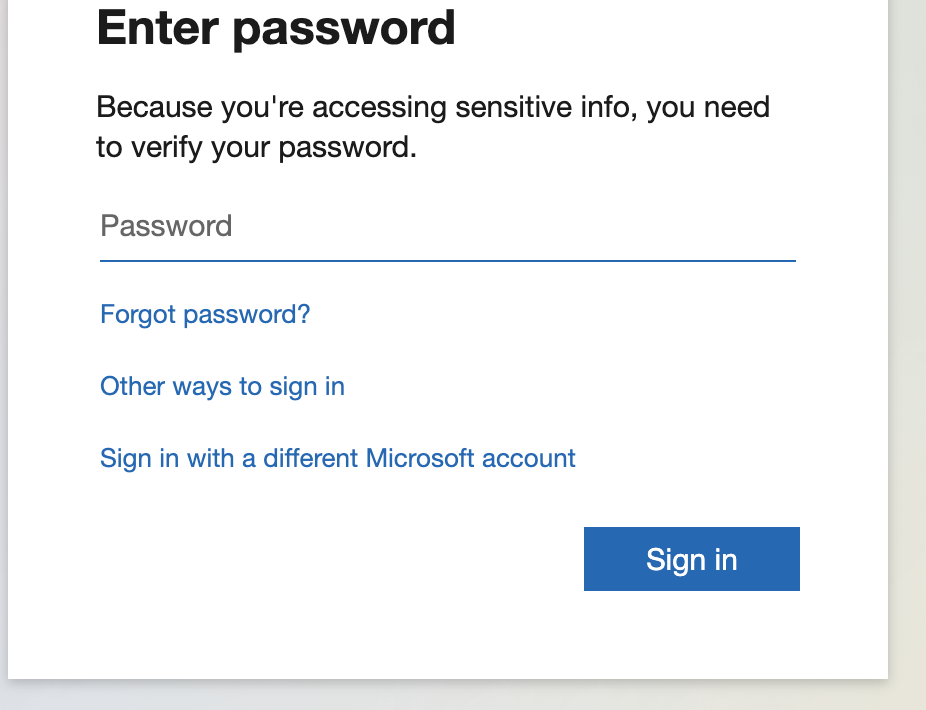 Enter password
Because you're accessing sensitive info, you need
to verify your password.
Password
Forgot password?
Other ways to sign in
Sign in with a different Microsoft account
Sign in